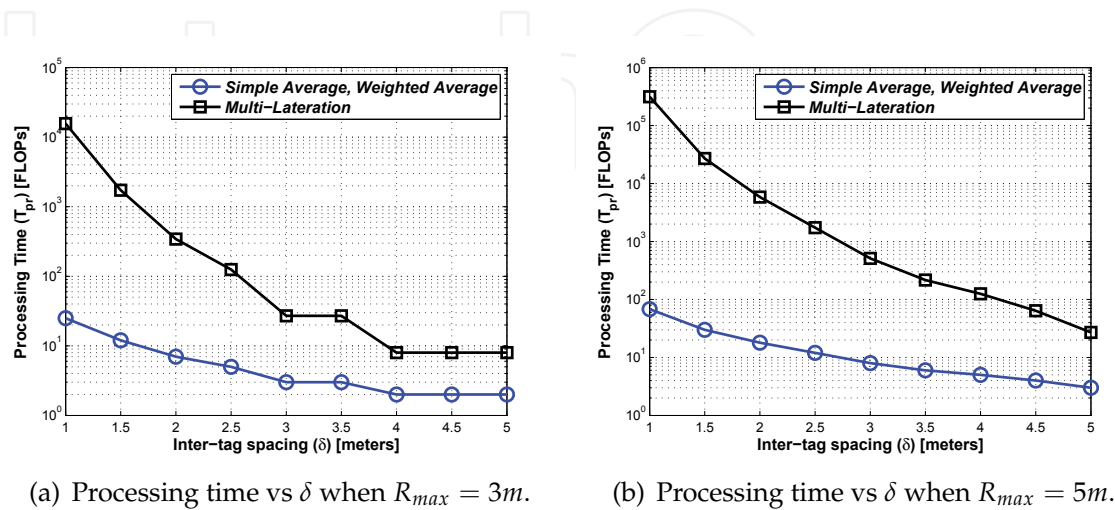 10^5
10^4
10^3
10^2
10^1
10^0
Processing Time (T_pr) [FLOPs]
Simple Average, Weighted Average
Multi−Lateration
1 1.5 2 2.5 3 3.5 4 4.5 5
Inter−tag spacing (δ) [meters]
(a) Processing time vs δ when R_max = 3m.
10^6
10^5
10^4
10^3
10^2
10^1
10^0
Processing Time (T_pr) [FLOPs]
Simple Average, Weighted Average
Multi−Lateration
1 1.5 2 2.5 3 3.5 4 4.5 5
Inter−tag spacing (δ) [meters]
(b) Processing time vs δ when R_max = 5m.